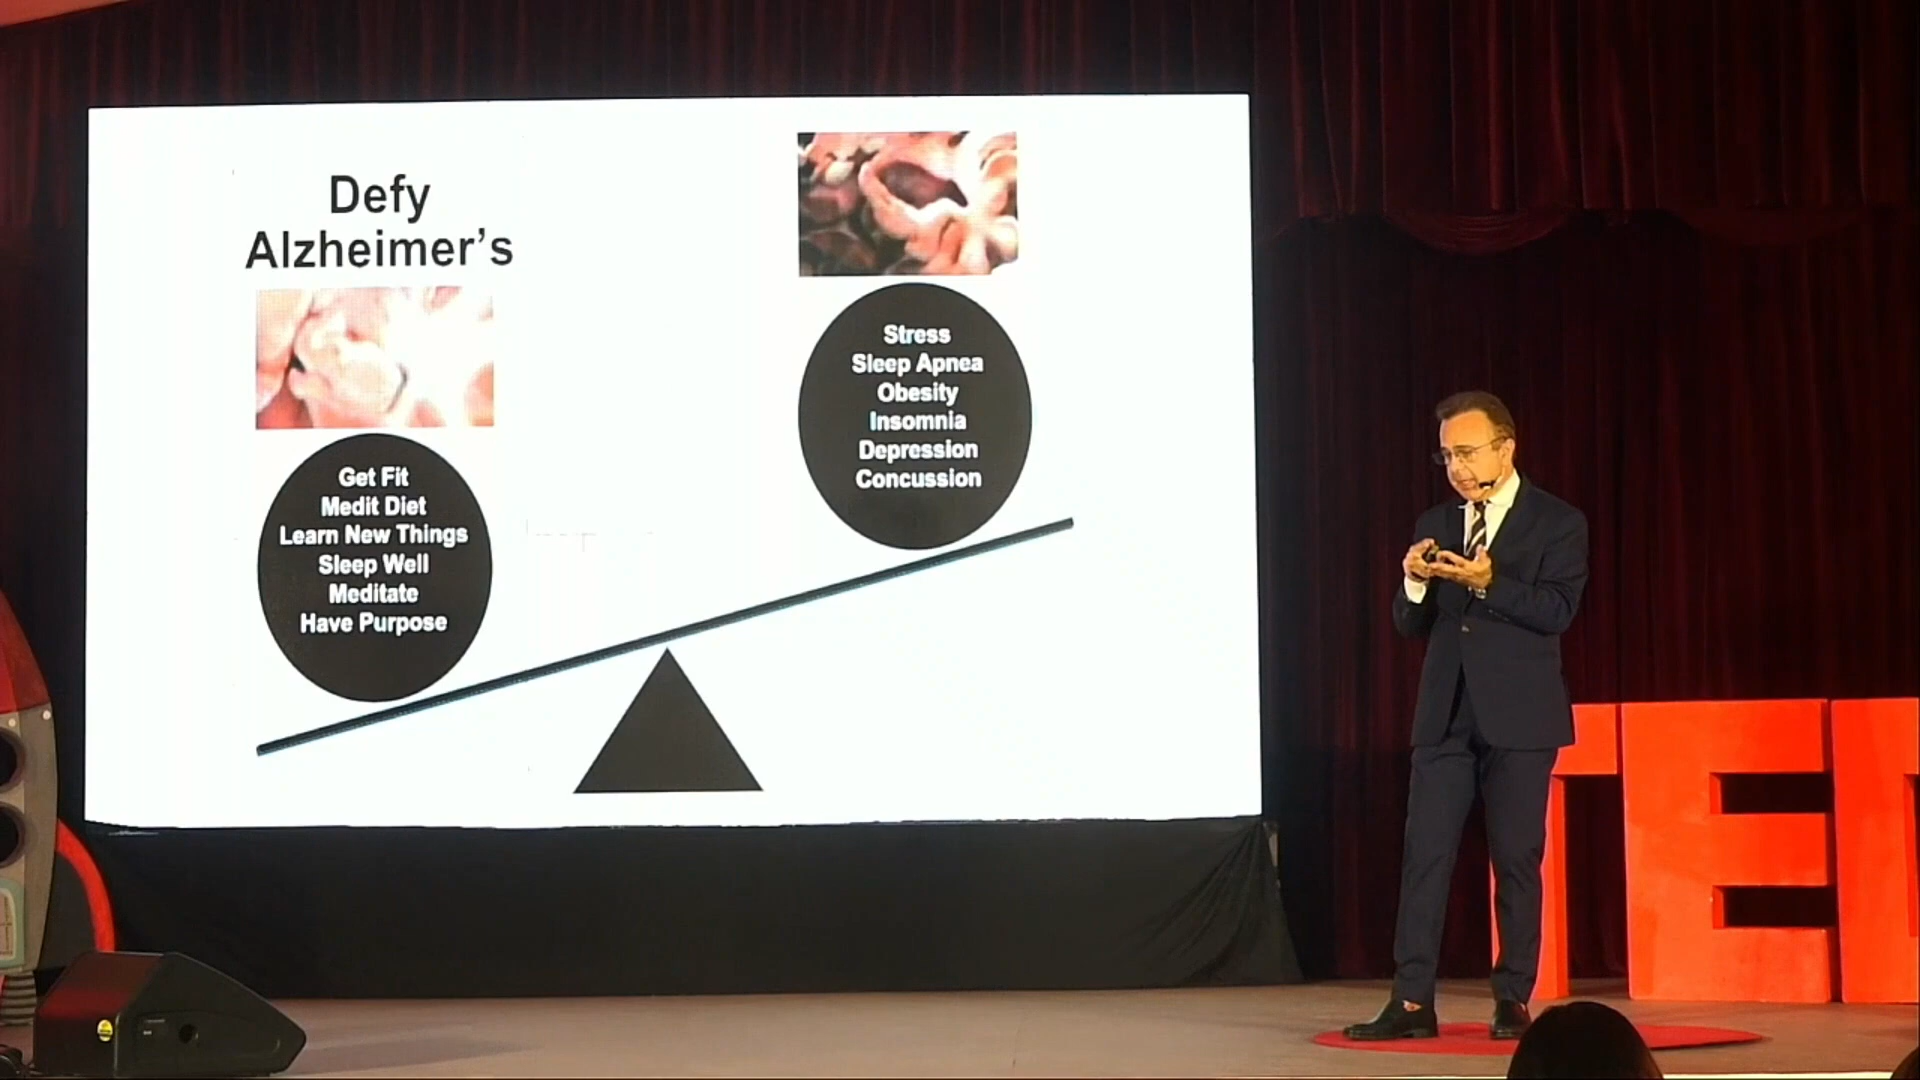 Defy
Alzheimer's
Get Fit
Medit Diet
Learn New Things
Sleep Well
Meditate
Have Purpose
Stress
Sleep Apnea
Obesity
Insomnia
Depression
Concussion
TED